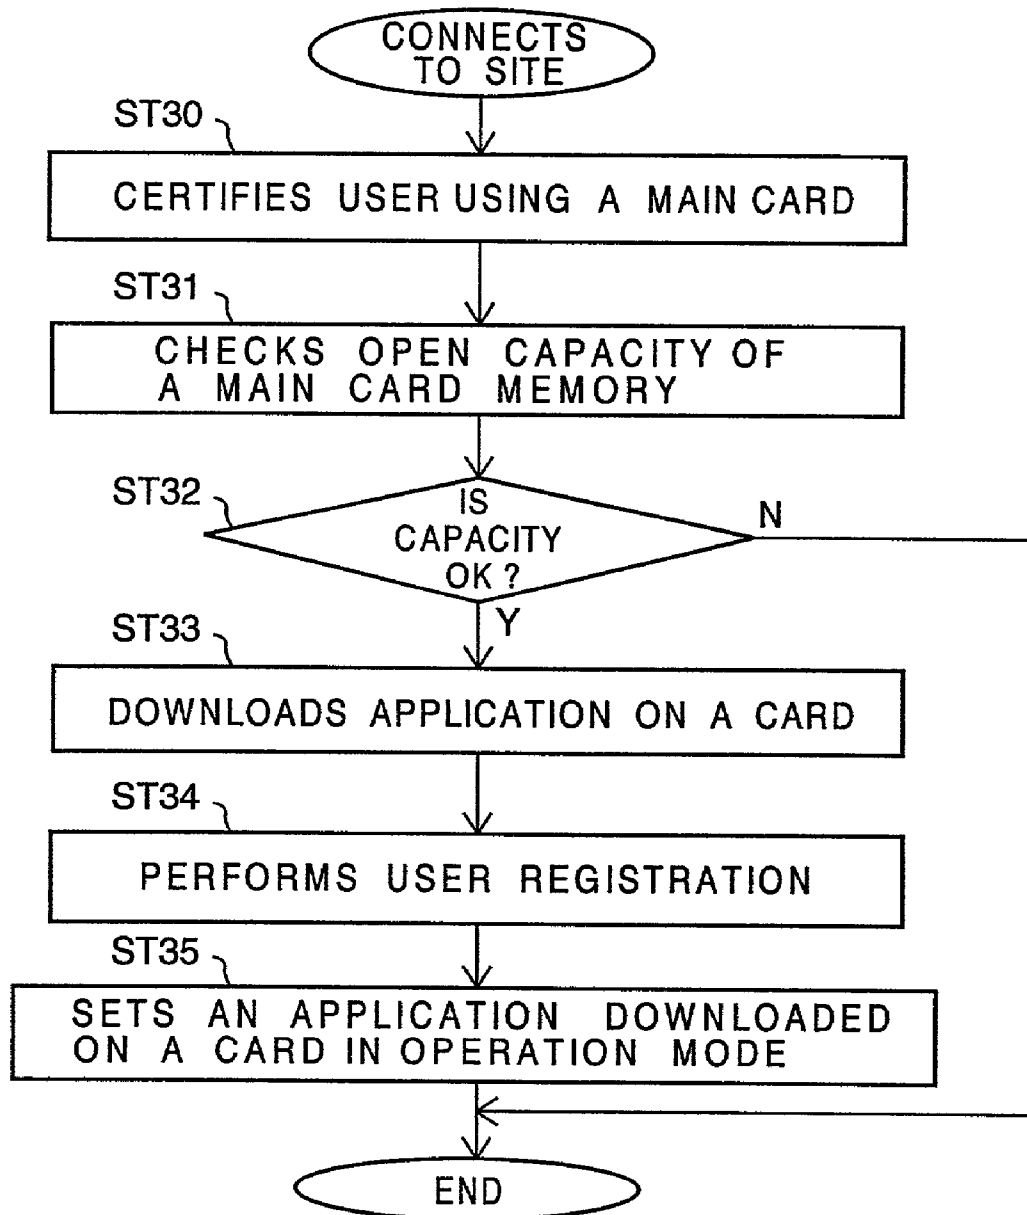 CONNECTS
TO SITE
ST30
CERTIFIES USER USING A MAIN CARD
ST31
CHECKS OPEN CAPACITY OF
A MAIN CARD MEMORY
ST32
IS
CAPACITY
OK ?
N
Y
ST33
DOWNLOADS APPLICATION ON A CARD
ST34
PERFORMS USER REGISTRATION
ST35
SETS AN APPLICATION DOWNLOADED
ON A CARD IN OPERATION MODE
END